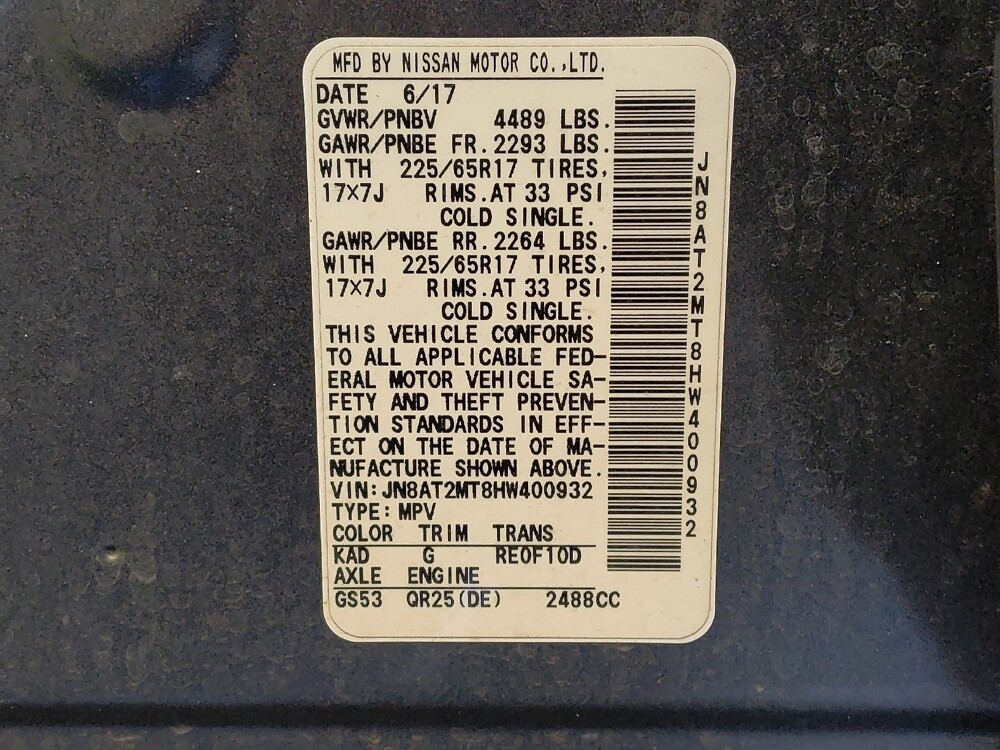 MFD BY NISSAN MOTOR CO.,LTD.
DATE 6/17
GVWR/PNBV 4489 LBS.
GAWR/PNBE FR.2293 LBS.
WITH 225/65R17 TIRES,
17×7J RIMS.AT 33 PSI
COLD SINGLE.
GAWR/PNBE RR.2264 LBS.
WITH 225/65R17 TIRES,
17×7J RIMS.AT 33 PSI
COLD SINGLE.
THIS VEHICLE CONFORMS
TO ALL APPLICABLE FED-
ERAL MOTOR VEHICLE SA-
FETY AND THEFT PREVEN-
TION STANDARDS IN EFF-
ECT ON THE DATE OF MA-
NUFACTURE SHOWN ABOVE.
VIN:JN8AT2MT8HW400932
TYPE:MPV
COLOR TRIM TRANS
KAD G RE0F10D
AXLE ENGINE
GS53 QR25(DE) 2488CC
JN8AT2MT8HW400932